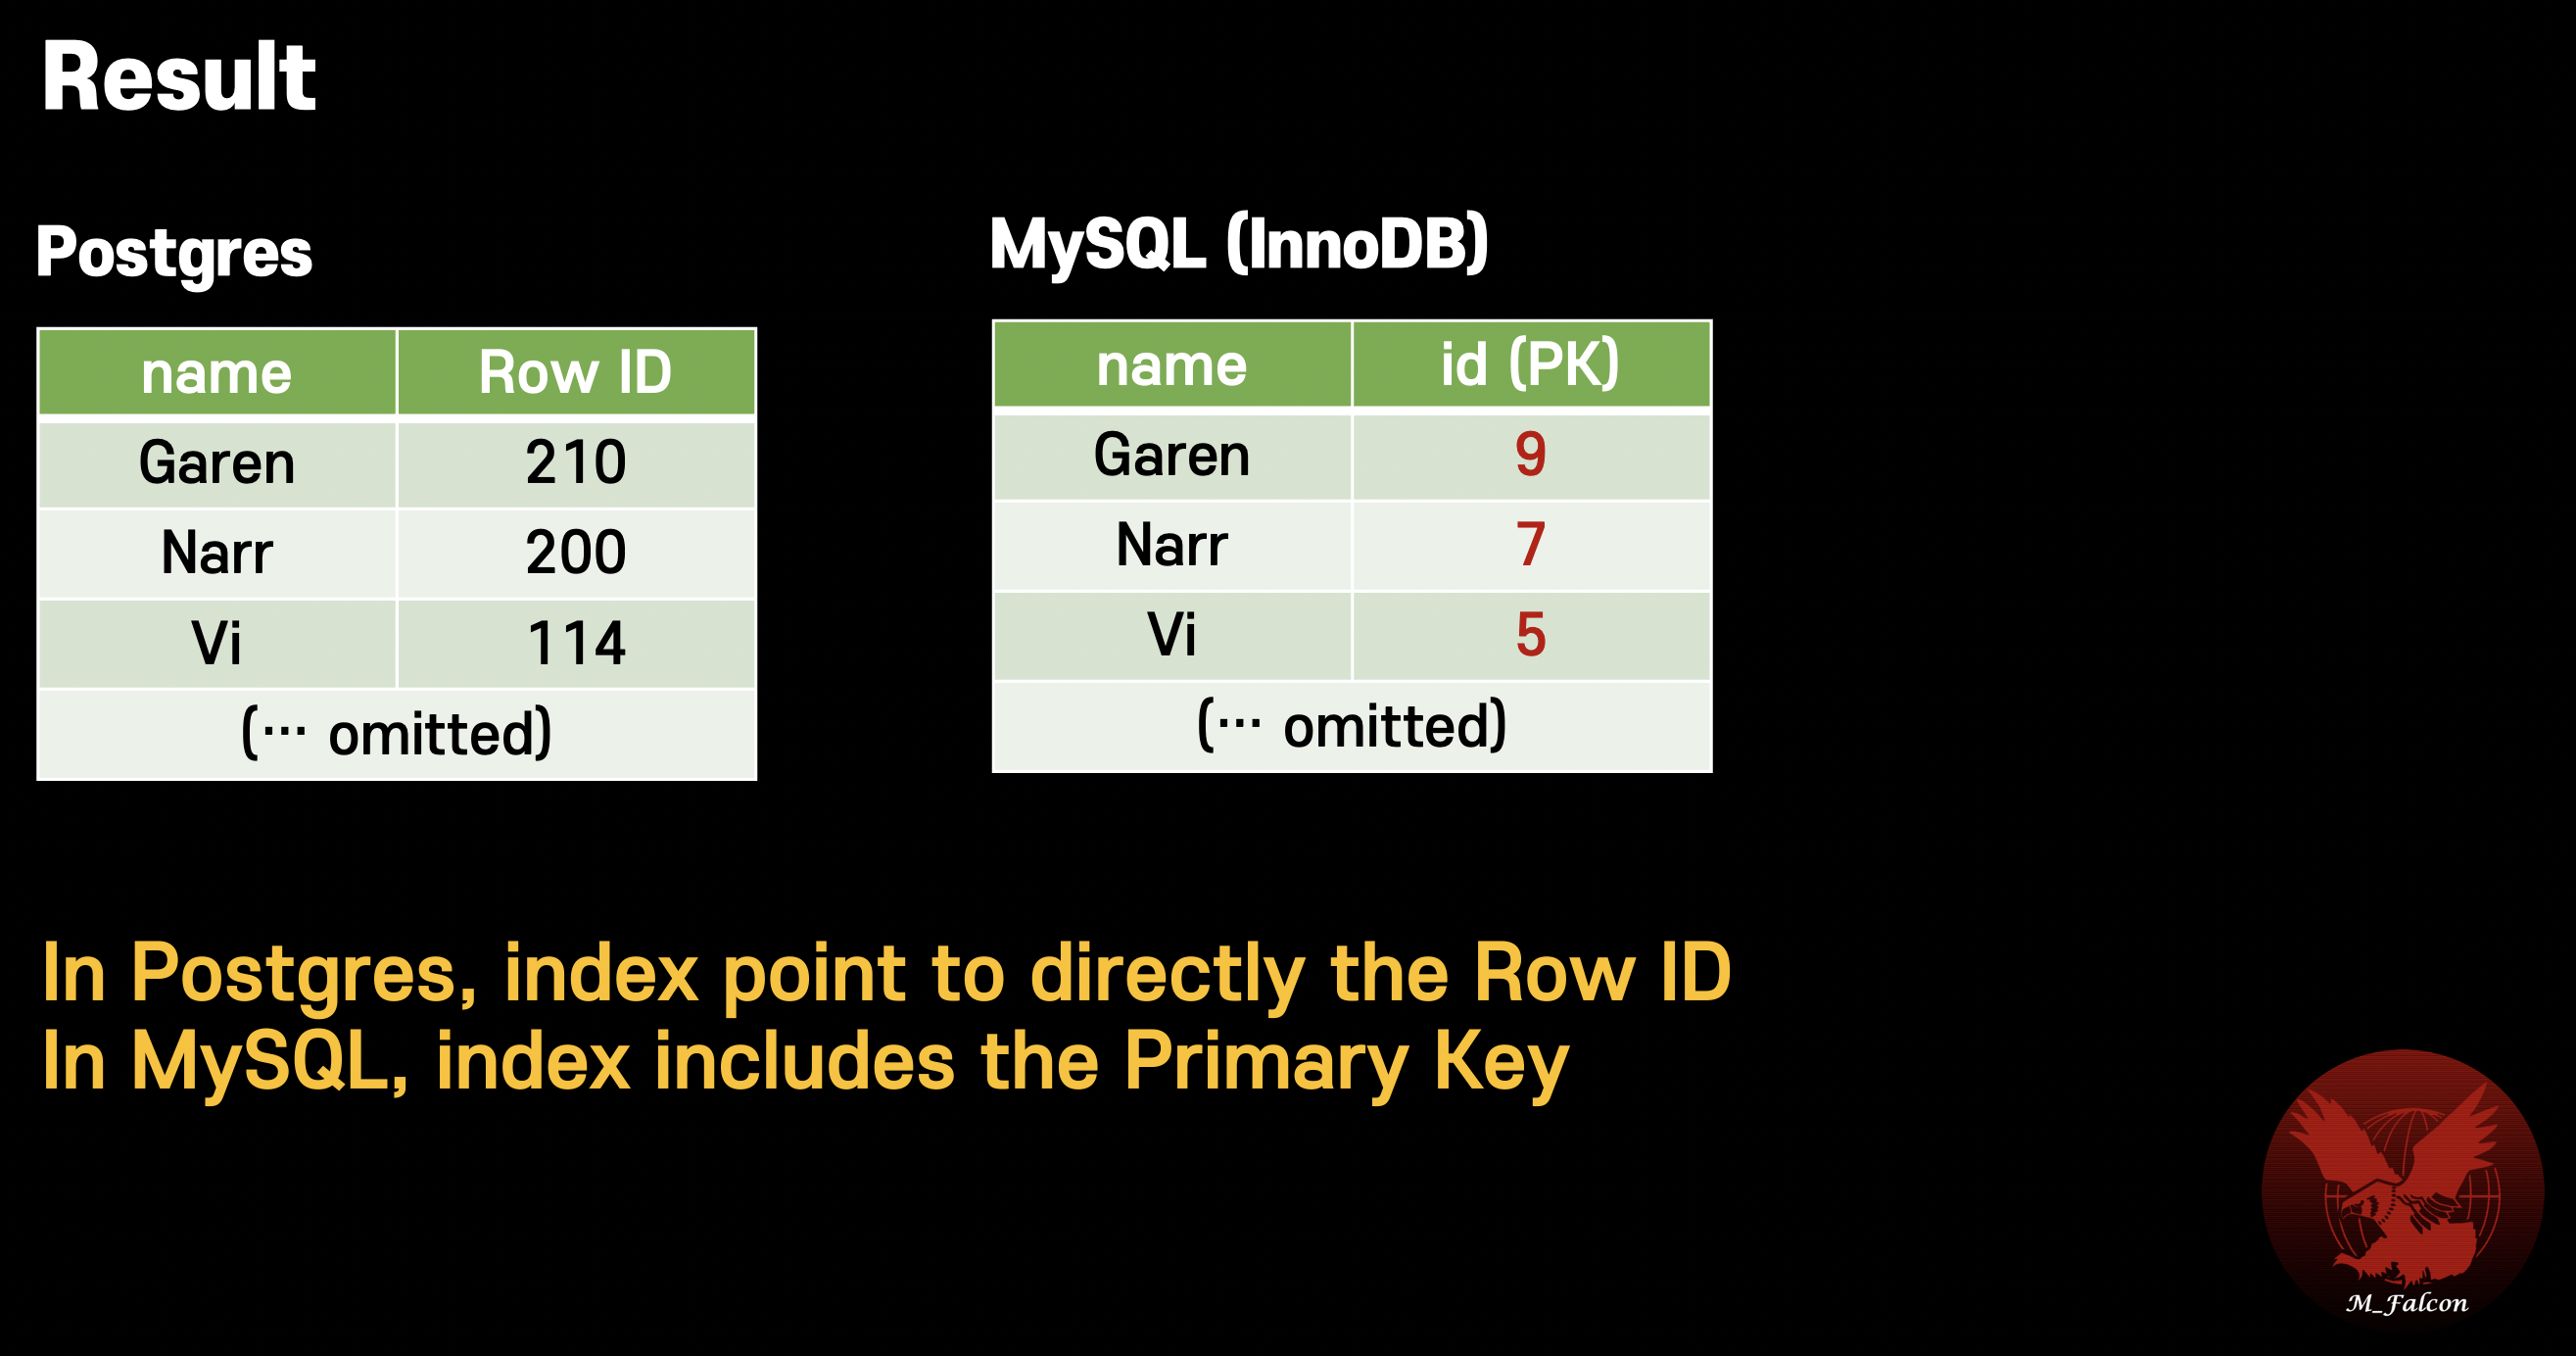 Result
Postgres
name Row ID
Garen 210
Narr 200
Vi 114
(··· omitted)
MySQL (InnoDB)
name id (PK)
Garen 9
Narr 7
Vi 5
(··· omitted)
In Postgres, index point to directly the Row ID
In MySQL, index includes the Primary Key
M_Falcon